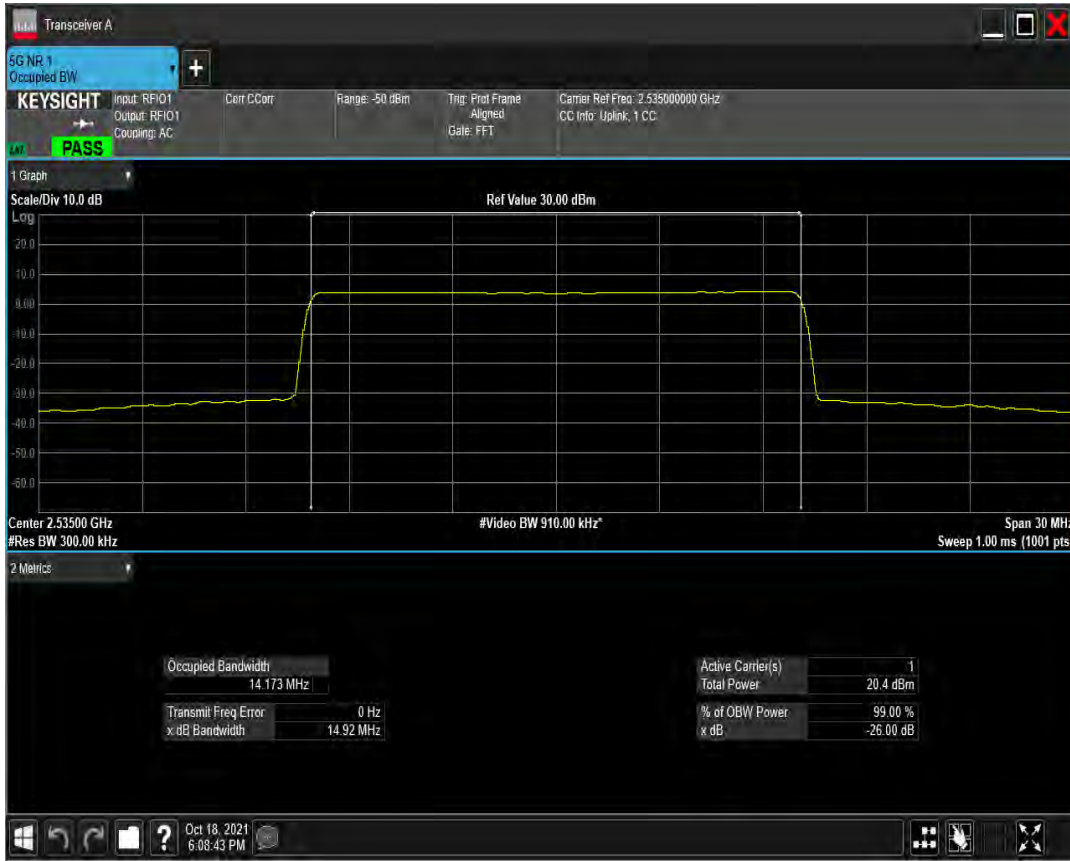 Transceiver A
5G NR 1
Occupied BW
+
KEYSIGHT
Input: RFIO1
Output: RFIO1
Coupling: AC
Corr CCorr
Range: -50 dBm
Trig: Prot Frame
Aligned
Gate: FFT
Carrier Ref Freq: 2.535000000 GHz
CC Info: Uplink, 1 CC
PASS
1 Graph
Scale/Div 10.0 dB
Ref Value 30.00 dBm
Log
20.0
10.0
0.00
-10.0
-20.0
-30.0
-40.0
-50.0
-60.0
Center 2.53500 GHz
#Video BW 910.00 kHz*
Span 30 MHz
#Res BW 300.00 kHz
Sweep 1.00 ms (1001 pts
2 Metrics
Occupied Bandwidth
14.173 MHz
Transmit Freq Error 0 Hz
x dB Bandwidth 14.92 MHz
Active Carrier(s) 1
Total Power 20.4 dBm
% of OBW Power 99.00 %
x dB -26.00 dB
?
Oct 18, 2021
6:08:43 PM